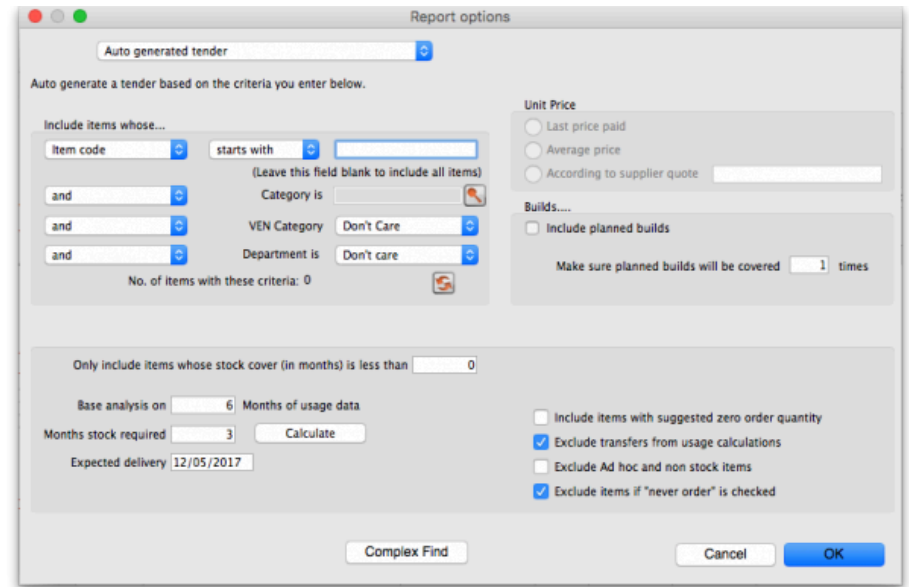 Report options
Auto generated tender
Auto generate a tender based on the criteria you enter below.
Include items whose...
Item code
starts with
(Leave this field blank to include all items)
and
Category is
and
VEN Category
Don't Care
and
Department is
Don't care
No. of items with these criteria: 0
Unit Price
Last price paid
Average price
According to supplier quote
Builds....
Include planned builds
Make sure planned builds will be covered 1 times
Only include items whose stock cover (in months) is less than 0
Base analysis on 6 Months of usage data
Months stock required 3 Calculate
Expected delivery 12/05/2017
Include items with suggested zero order quantity
Exclude transfers from usage calculations
Exclude Ad hoc and non stock items
Exclude items if "never order" is checked
Complex Find
Cancel
OK